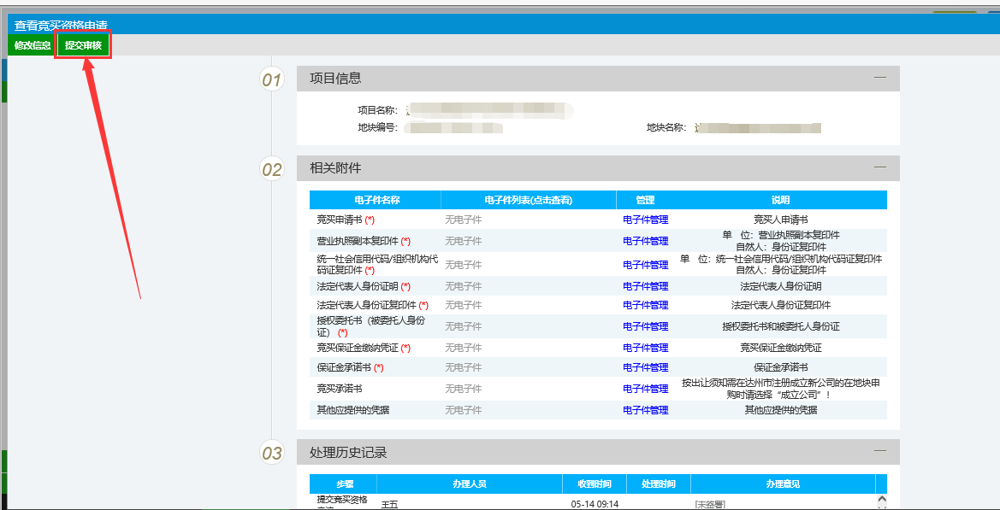 查看竞买资格申请
修改信息 提交审核
01 项目信息
项目名称：
地块编号： 地块名称：
02 相关附件
电子件名称 电子件列表(点击查看) 管理 说明
竞买申请书 (*) 无电子件 电子件管理 竞买人申请书
营业执照副本复印件 (*) 无电子件 电子件管理 单 位：营业执照副本复印件
自然人：身份证复印件
统一社会信用代码/组织机构代 无电子件 电子件管理 单 位：统一社会信用代码/组织机构代码证复印件
码证复印件 (*) 自然人：身份证复印件
法定代表人身份证明 (*) 无电子件 电子件管理 法定代表人身份证明
法定代表人身份证复印件 (*) 无电子件 电子件管理 法定代表人身份证复印件
授权委托书（被委托人身份 无电子件 电子件管理 授权委托书和被委托人身份证
证） (*)
竞买保证金缴纳凭证 (*) 无电子件 电子件管理 竞买保证金缴纳凭证
保证金承诺书 (*) 无电子件 电子件管理 保证金承诺书
竞买承诺书 无电子件 电子件管理 按出让须知需在达州市注册成立新公司的在地块申
购时请选择“成立公司”！
其他应提供的凭据 无电子件 电子件管理 其他应提供的凭据
03 处理历史记录
步骤 办理人员 收到时间 处理时间 办理意见
提交竞买资格 王五 05-14 09:14 [未签署]